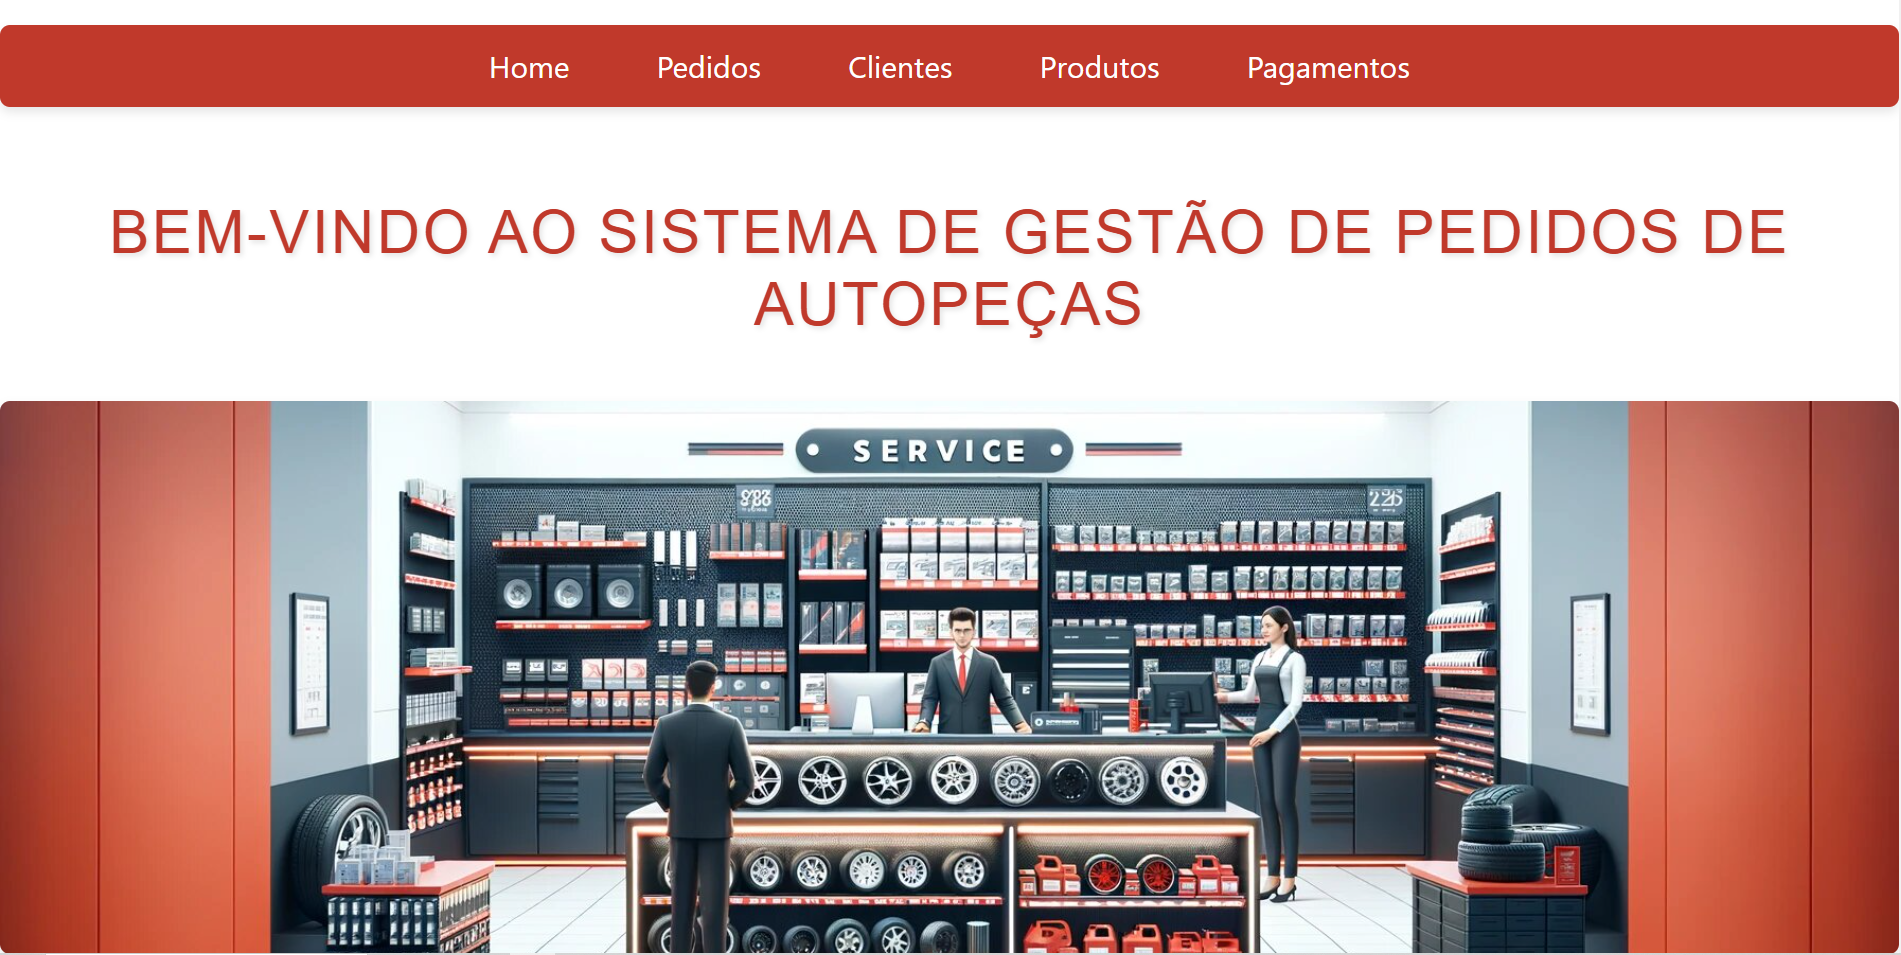 Home Pedidos Clientes Produtos Pagamentos
BEM-VINDO AO SISTEMA DE GESTÃO DE PEDIDOS DE
AUTOPEÇAS
SERVICE